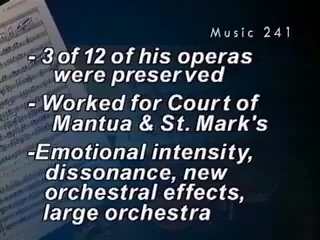 Music 241
- 3 of 12 of his operas
were preserved
- Worked for Court of
Mantua & St. Mark's
-Emotional intensity,
dissonance, new
orchestral effects,
large orchestra